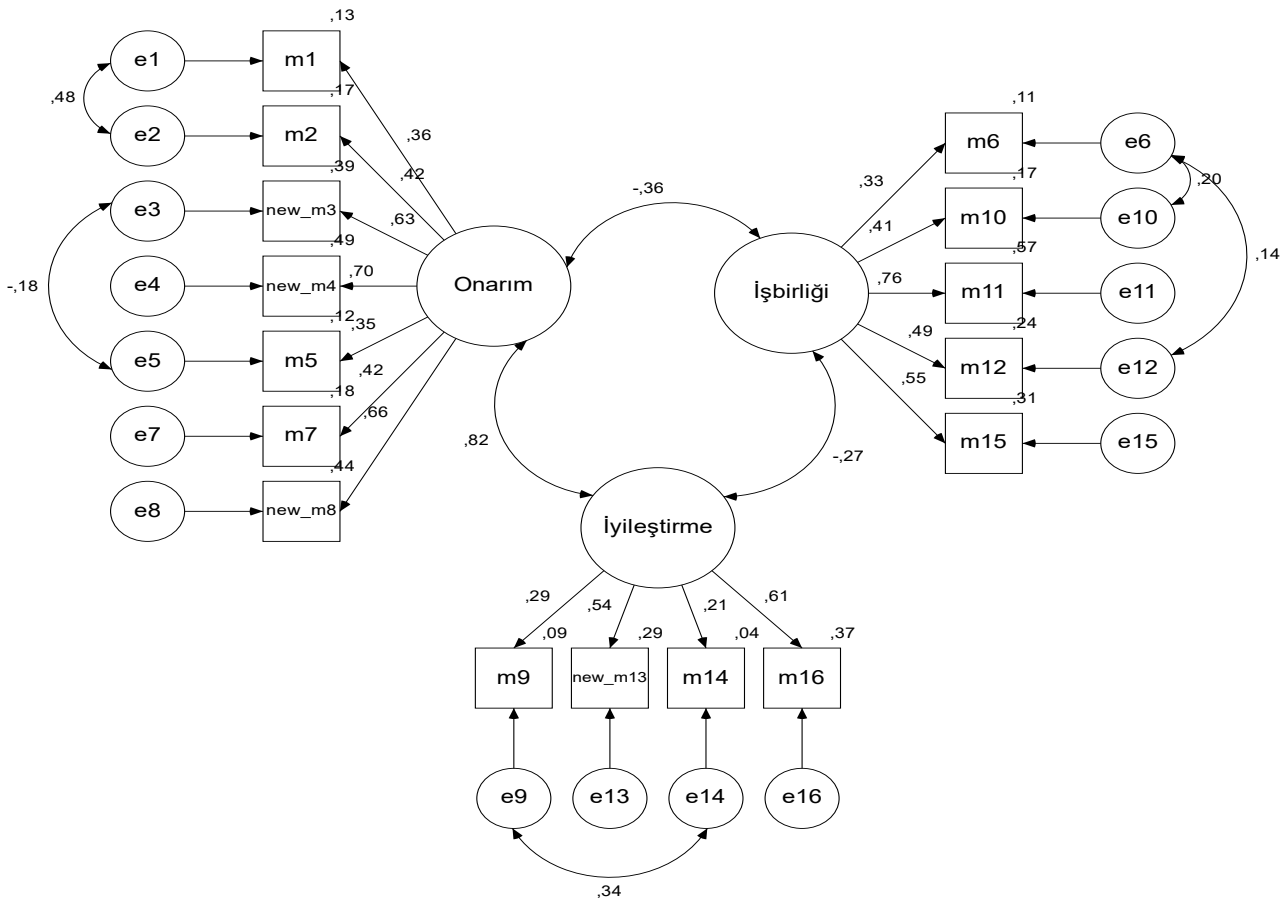 ,13
e1
m1
,48
,17
,36
e2
m2
,39
,42
e3
new_m3
,63
,49
-,18
e4
new_m4
,70
Onarım
,12
,35
e5
m5
,42
,18
e7
m7
,66
,44
e8
new_m8
-,36
,82
-,27
,11
m6
e6
,33
,17
,20
m10
e10
,41
,57
,14
İşbirliği
,76
m11
e11
,24
,49
m12
e12
,55
,31
m15
e15
İyileştirme
,29
,54
,21
,61
,09
,29
,04
,37
m9
new_m13
m14
m16
e9
e13
e14
e16
,34